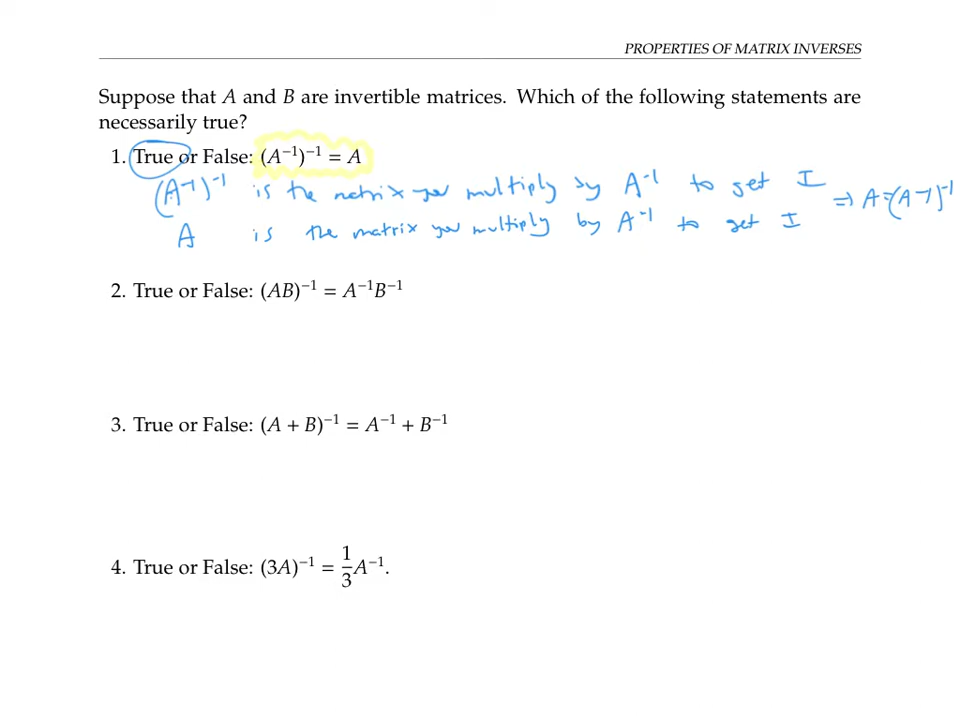 PROPERTIES OF MATRIX INVERSES
Suppose that A and B are invertible matrices. Which of the following statements are
necessarily true?
1. True or False: (A⁻¹)⁻¹ = A
(A⁻¹)⁻¹ is the matrix you multiply by A⁻¹ to get I
A is the matrix you multiply by A⁻¹ to get I
⇒ A = (A⁻¹)⁻¹
2. True or False: (AB)⁻¹ = A⁻¹B⁻¹
3. True or False: (A + B)⁻¹ = A⁻¹ + B⁻¹
4. True or False: (3A)⁻¹ = 1/3 A⁻¹.